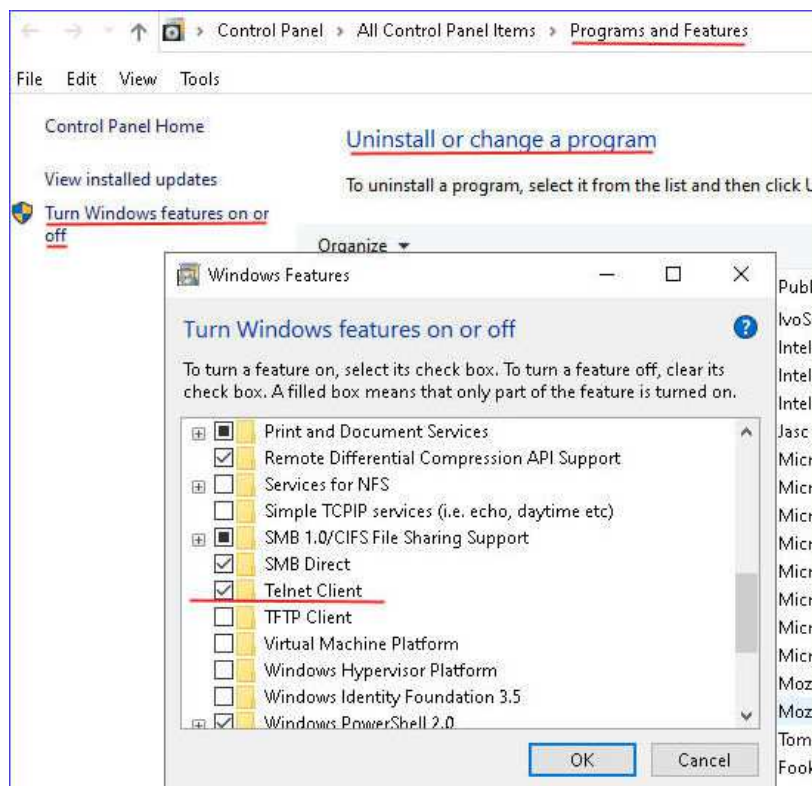 Control Panel > All Control Panel Items > Programs and Features
File Edit View Tools
Control Panel Home
Uninstall or change a program
View installed updates
To uninstall a program, select it from the list and then click U
Turn Windows features on or
off
Organize
Windows Features
Publ
Turn Windows features on or off
IvoS
Intel
To turn a feature on, select its check box. To turn a feature off, clear its
Intel
check box. A filled box means that only part of the feature is turned on.
Intel
Print and Document Services
Jasc
Remote Differential Compression API Support
Micr
Services for NFS
Micr
Simple TCPIP services (i.e. echo, daytime etc)
Micr
SMB 1.0/CIFS File Sharing Support
Micr
SMB Direct
Micr
Telnet Client
Micr
TFTP Client
Micr
Virtual Machine Platform
Micr
Windows Hypervisor Platform
Moz
Windows Identity Foundation 3.5
Moz
Windows PowerShell 2.0
Tom
OK Cancel
Fook